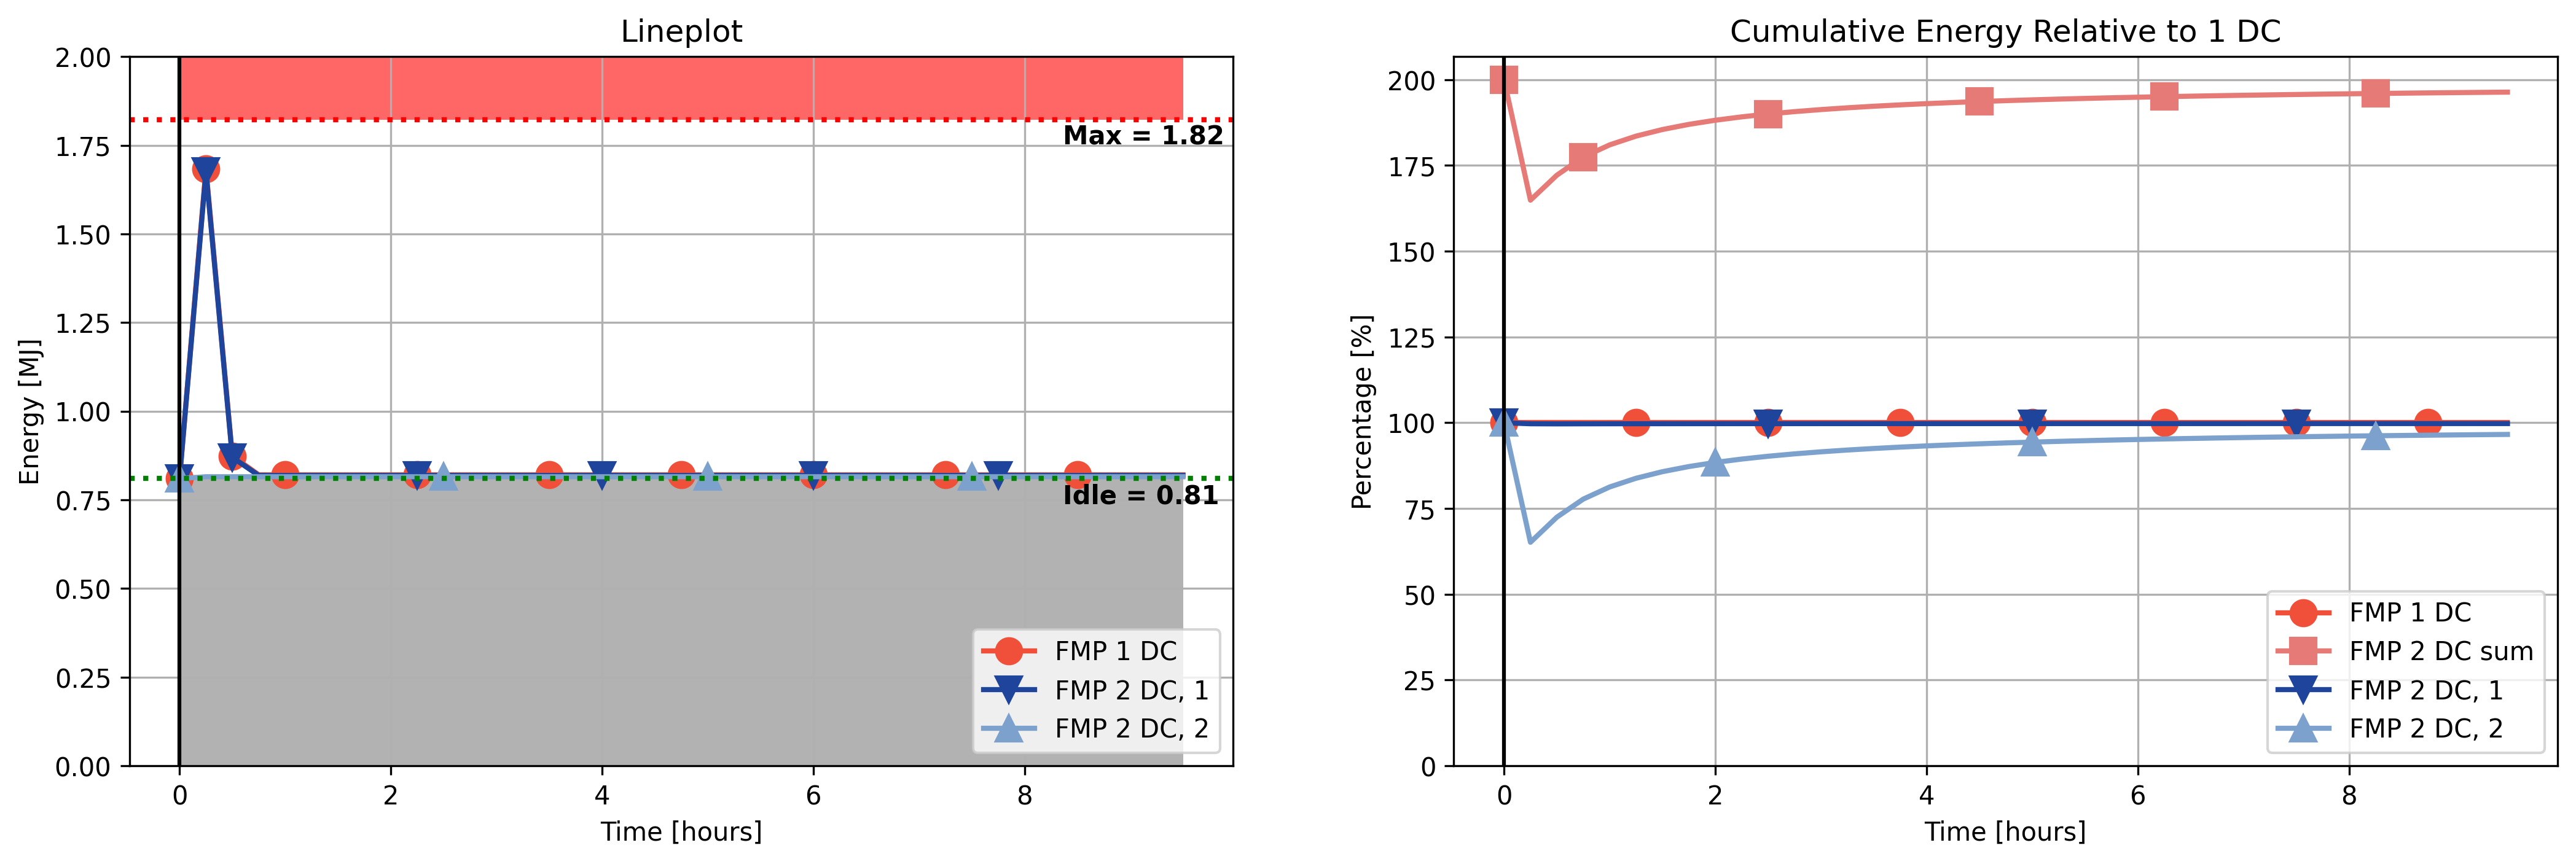 Lineplot
2.00
1.75
1.50
1.25
1.00
0.75
0.50
0.25
0.00
Energy [MJ]
Max = 1.82
Idle = 0.81
FMP 1 DC
FMP 2 DC, 1
FMP 2 DC, 2
0 2 4 6 8
Time [hours]
Cumulative Energy Relative to 1 DC
200
175
150
125
100
75
50
25
0
Percentage [%]
FMP 1 DC
FMP 2 DC sum
FMP 2 DC, 1
FMP 2 DC, 2
0 2 4 6 8
Time [hours]